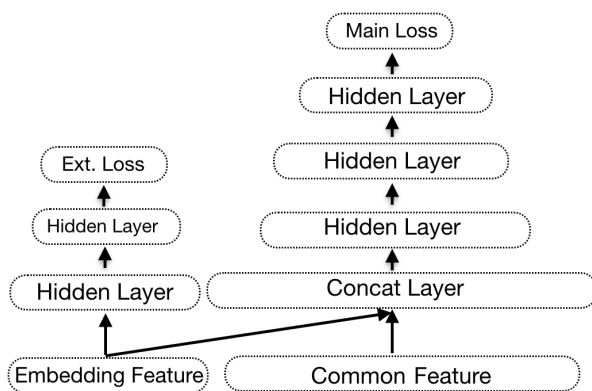 Main Loss
Hidden Layer
Ext. Loss
Hidden Layer
Hidden Layer
Hidden Layer
Hidden Layer
Concat Layer
Embedding Feature
Common Feature